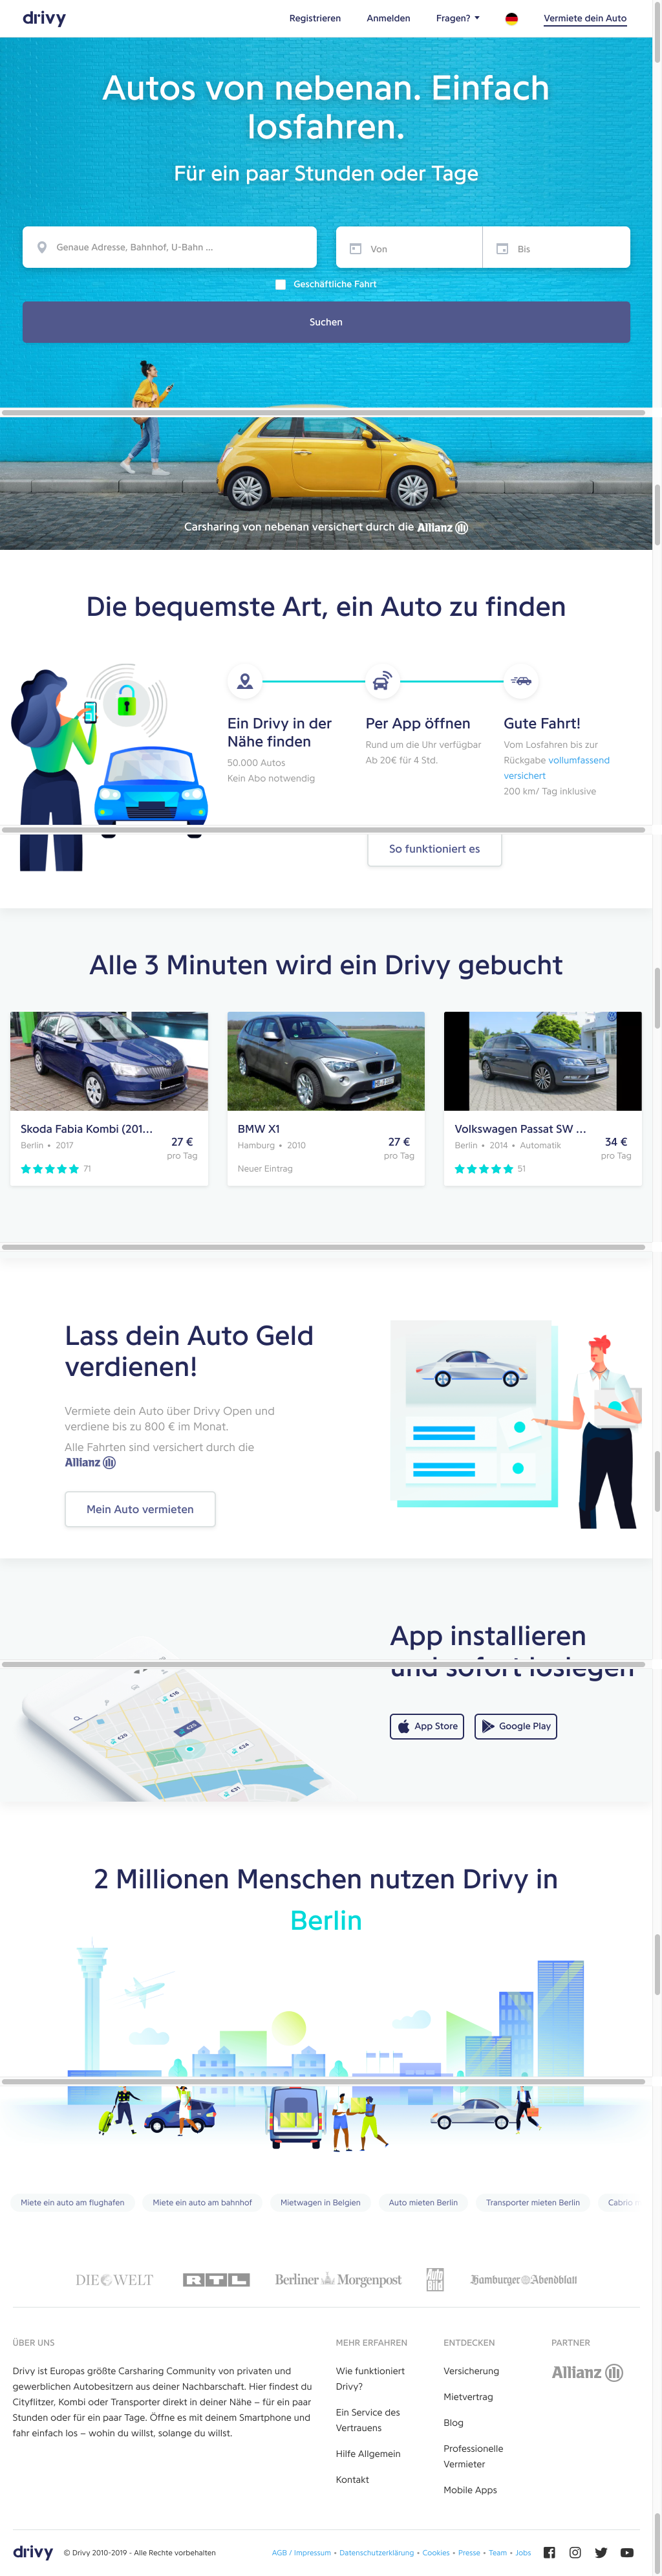 drivy
Registrieren
Anmelden
Fragen?
Vermiete dein Auto
Autos von nebenan. Einfach
losfahren.
Für ein paar Stunden oder Tage
Genaue Adresse, Bahnhof, U-Bahn ...
Von
Bis
Geschäftliche Fahrt
Suchen
Carsharing von nebenan versichert durch die Allianz
Die bequemste Art, ein Auto zu finden
Ein Drivy in der
Nähe finden
50.000 Autos
Kein Abo notwendig
Per App öffnen
Rund um die Uhr verfügbar
Ab 20€ für 4 Std.
Gute Fahrt!
Vom Losfahren bis zur
Rückgabe vollumfassend
versichert
200 km/ Tag inklusive
So funktioniert es
Alle 3 Minuten wird ein Drivy gebucht
Skoda Fabia Kombi (201...
Berlin • 2017
27 €
pro Tag
71
BMW X1
Hamburg • 2010
27 €
pro Tag
Neuer Eintrag
Volkswagen Passat SW ...
Berlin • 2014 • Automatik
34 €
pro Tag
51
Lass dein Auto Geld
verdienen!
Vermiete dein Auto über Drivy Open und
verdiene bis zu 800 € im Monat.
Alle Fahrten sind versichert durch die
Allianz
Mein Auto vermieten
App installieren
und sofort loslegen
€16
€25
€20
€24
€31
App Store
Google Play
2 Millionen Menschen nutzen Drivy in
Berlin
Miete ein auto am flughafen
Miete ein auto am bahnhof
Mietwagen in Belgien
Auto mieten Berlin
Transporter mieten Berlin
Cabrio
DIE WELT
RTL
Berliner Morgenpost
Hamburger Abendblatt
ÜBER UNS
Drivy ist Europas größte Carsharing Community von privaten und
gewerblichen Autobesitzern aus deiner Nachbarschaft. Hier findest du
Cityflitzer, Kombi oder Transporter direkt in deiner Nähe – für ein paar
Stunden oder für ein paar Tage. Öffne es mit deinem Smartphone und
fahr einfach los – wohin du willst, solange du willst.
MEHR ERFAHREN
Wie funktioniert
Drivy?
Ein Service des
Vertrauens
Hilfe Allgemein
Kontakt
ENTDECKEN
Versicherung
Mietvertrag
Blog
Professionelle
Vermieter
Mobile Apps
PARTNER
Allianz
drivy
© Drivy 2010-2019 - Alle Rechte vorbehalten
AGB / Impressum • Datenschutzerklärung • Cookies • Presse • Team • Jobs